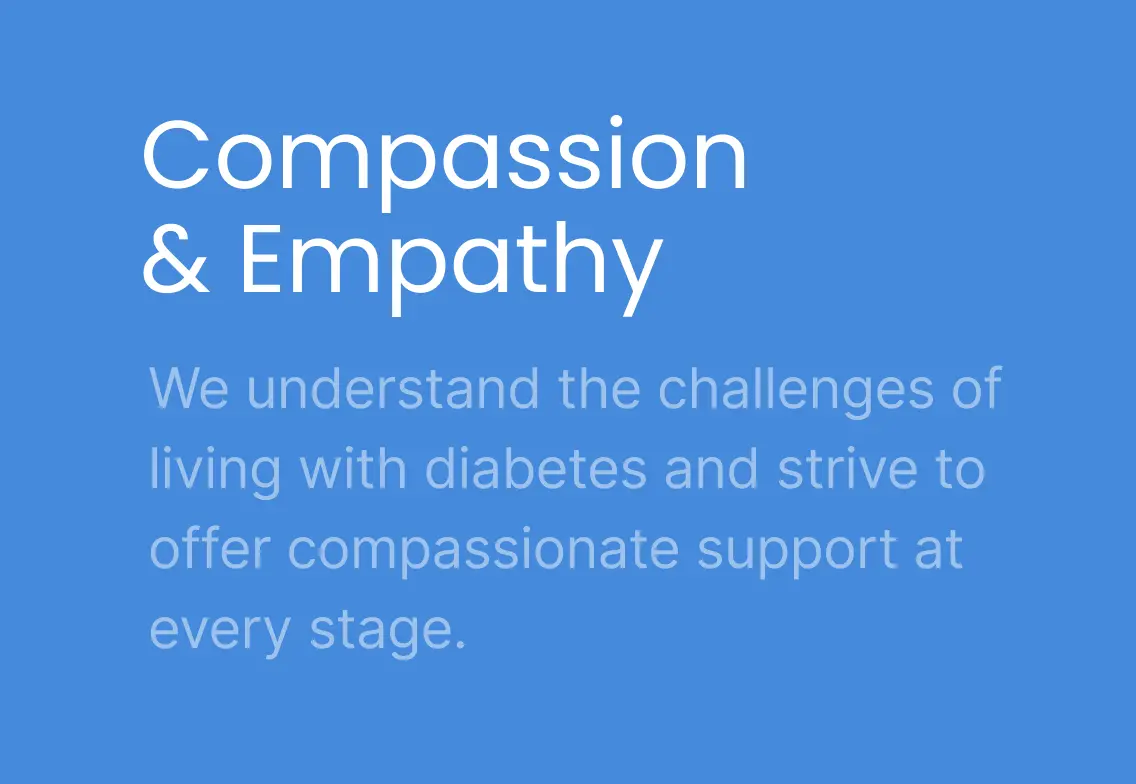 Compassion
& Empathy
We understand the challenges of
living with diabetes and strive to
offer compassionate support at
every stage.